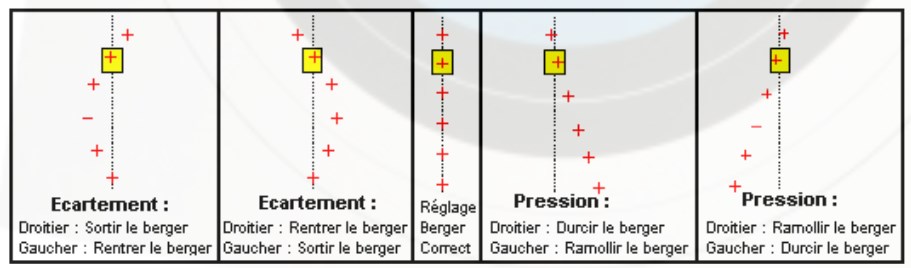 Ecartement :
Droitier : Sortir le berger
Gaucher : Rentrer le berger
Ecartement :
Droitier : Rentrer le berger
Gaucher : Sortir le berger
Réglage
Berger
Correct
Pression :
Droitier : Durcir le berger
Gaucher : Ramollir le berger
Pression :
Droitier : Ramollir le berger
Gaucher : Durcir le berger